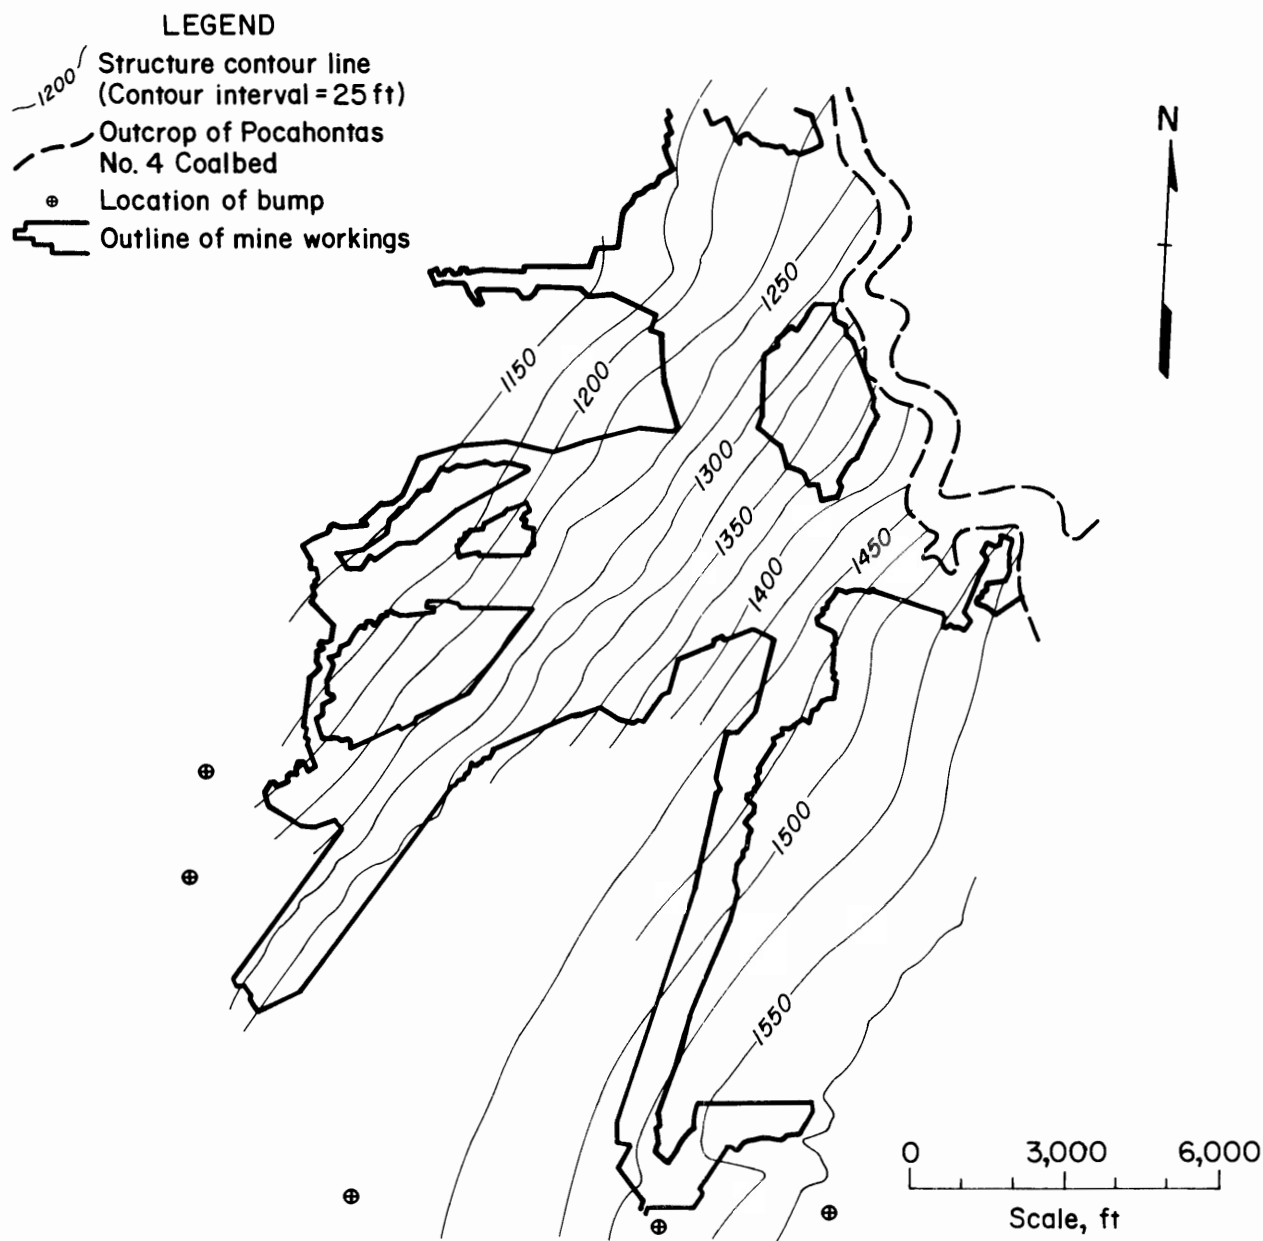 LEGEND
1200
Structure contour line
(Contour interval = 25 ft)
Outcrop of Pocahontas
No. 4 Coalbed
Location of bump
Outline of mine workings
N
1250
1150
1200
1300
1350
1400
1450
1500
1550
0 3,000 6,000
Scale, ft